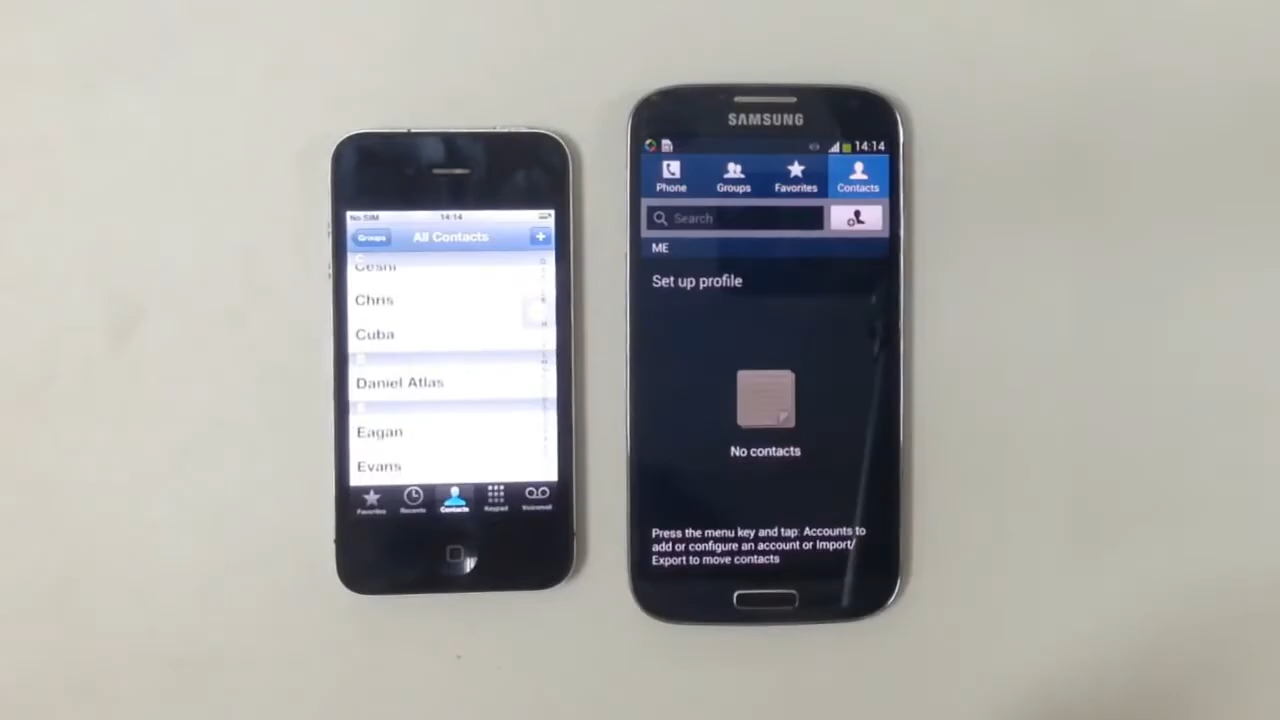 No SIM 14:14
Groups All Contacts +
Chris
Cuba
Daniel Atlas
Eagan
Evans
Favorites Recents Contacts Keypad Voicemail
SAMSUNG
14:14
Phone Groups Favorites Contacts
Search
ME
Set up profile
No contacts
Press the menu key and tap: Accounts to
add or configure an account or Import/
Export to move contacts